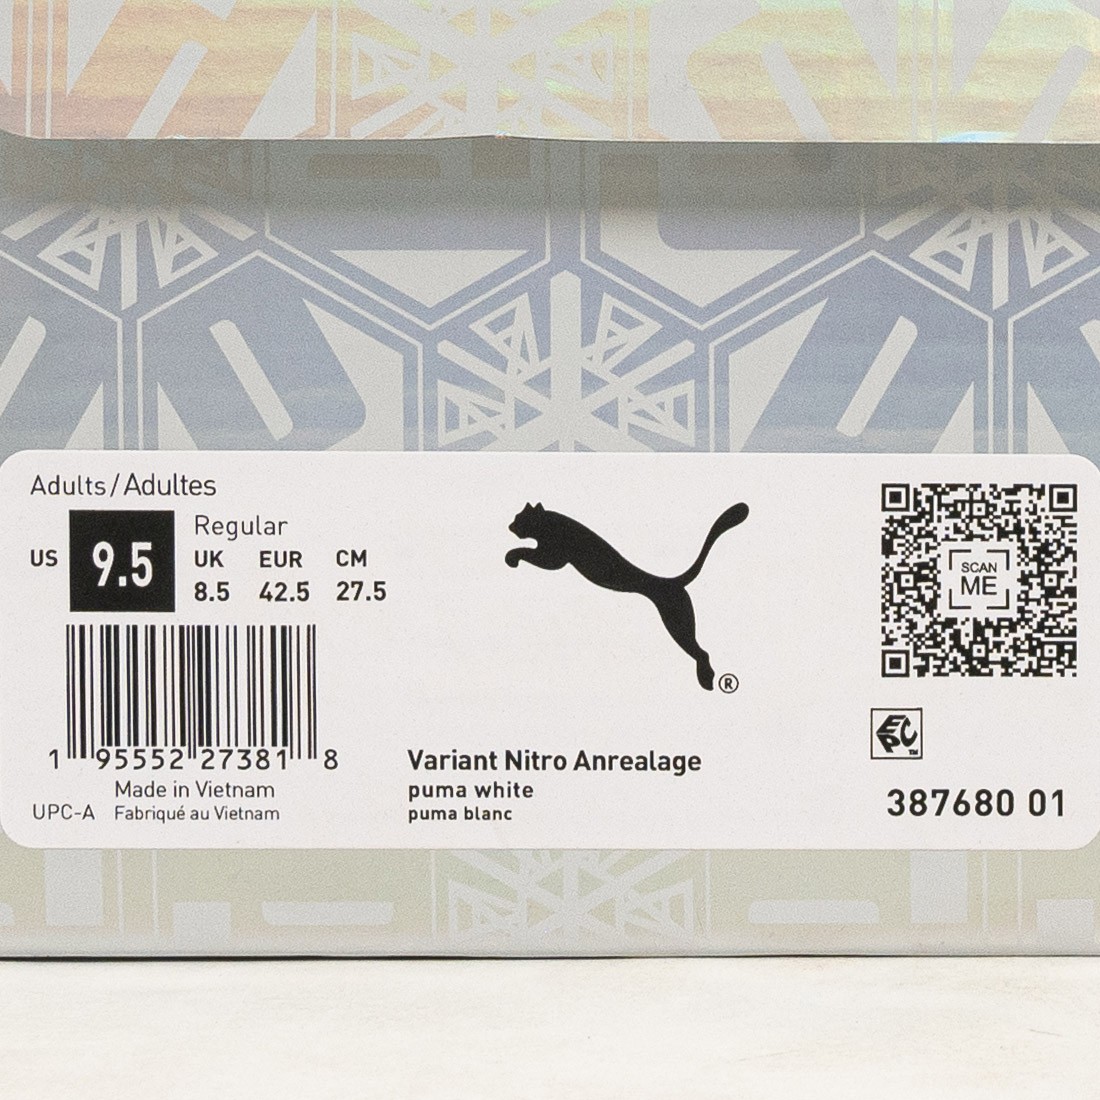 Adults/Adultes
US 9.5
Regular
UK EUR CM
8.5 42.5 27.5
1 95552 27381 8
Made in Vietnam
UPC-A Fabriqué au Vietnam
®
Variant Nitro Anrealage
puma white
puma blanc
SCAN
ME
EPC™
387680 01